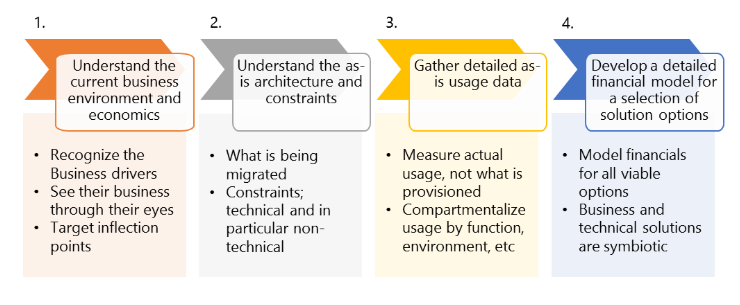 1.
Understand the
current business
environment and
economics
• Recognize the
Business drivers
• See their business
through their eyes
• Target inflection
points
2.
Understand the as-
is architecture and
constraints
• What is being
migrated
• Constraints;
technical and in
particular non-
technical
3.
Gather detailed as-
is usage data
• Measure actual
usage, not what is
provisioned
• Compartmentalize
usage by function,
environment, etc
4.
Develop a detailed
financial model for
a selection of
solution options
• Model financials
for all viable
options
• Business and
technical solutions
are symbiotic